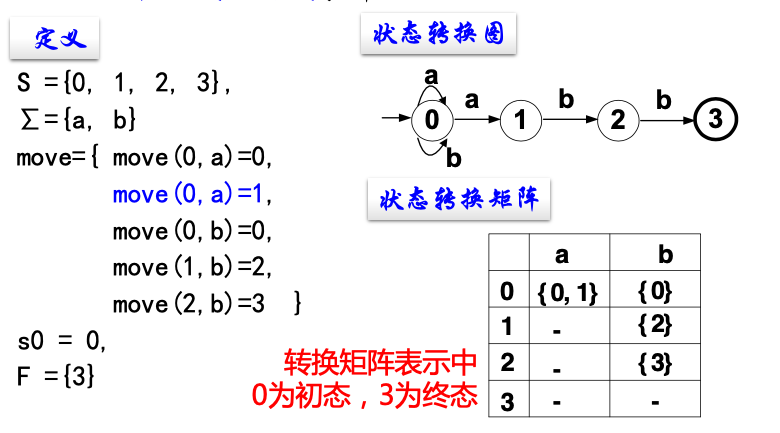 定义
S ={0, 1, 2, 3},
∑={a, b}
move={ move(0,a)=0,
move(0,a)=1,
move(0,b)=0,
move(1,b)=2,
move(2,b)=3 }
s0 = 0,
F ={3}
状态转换图
a
0 a 1 b 2 b 3
b
状态转换矩阵
a b
0 {0, 1} {0}
1 - {2}
2 - {3}
3 - -
转换矩阵表示中
0为初态，3为终态